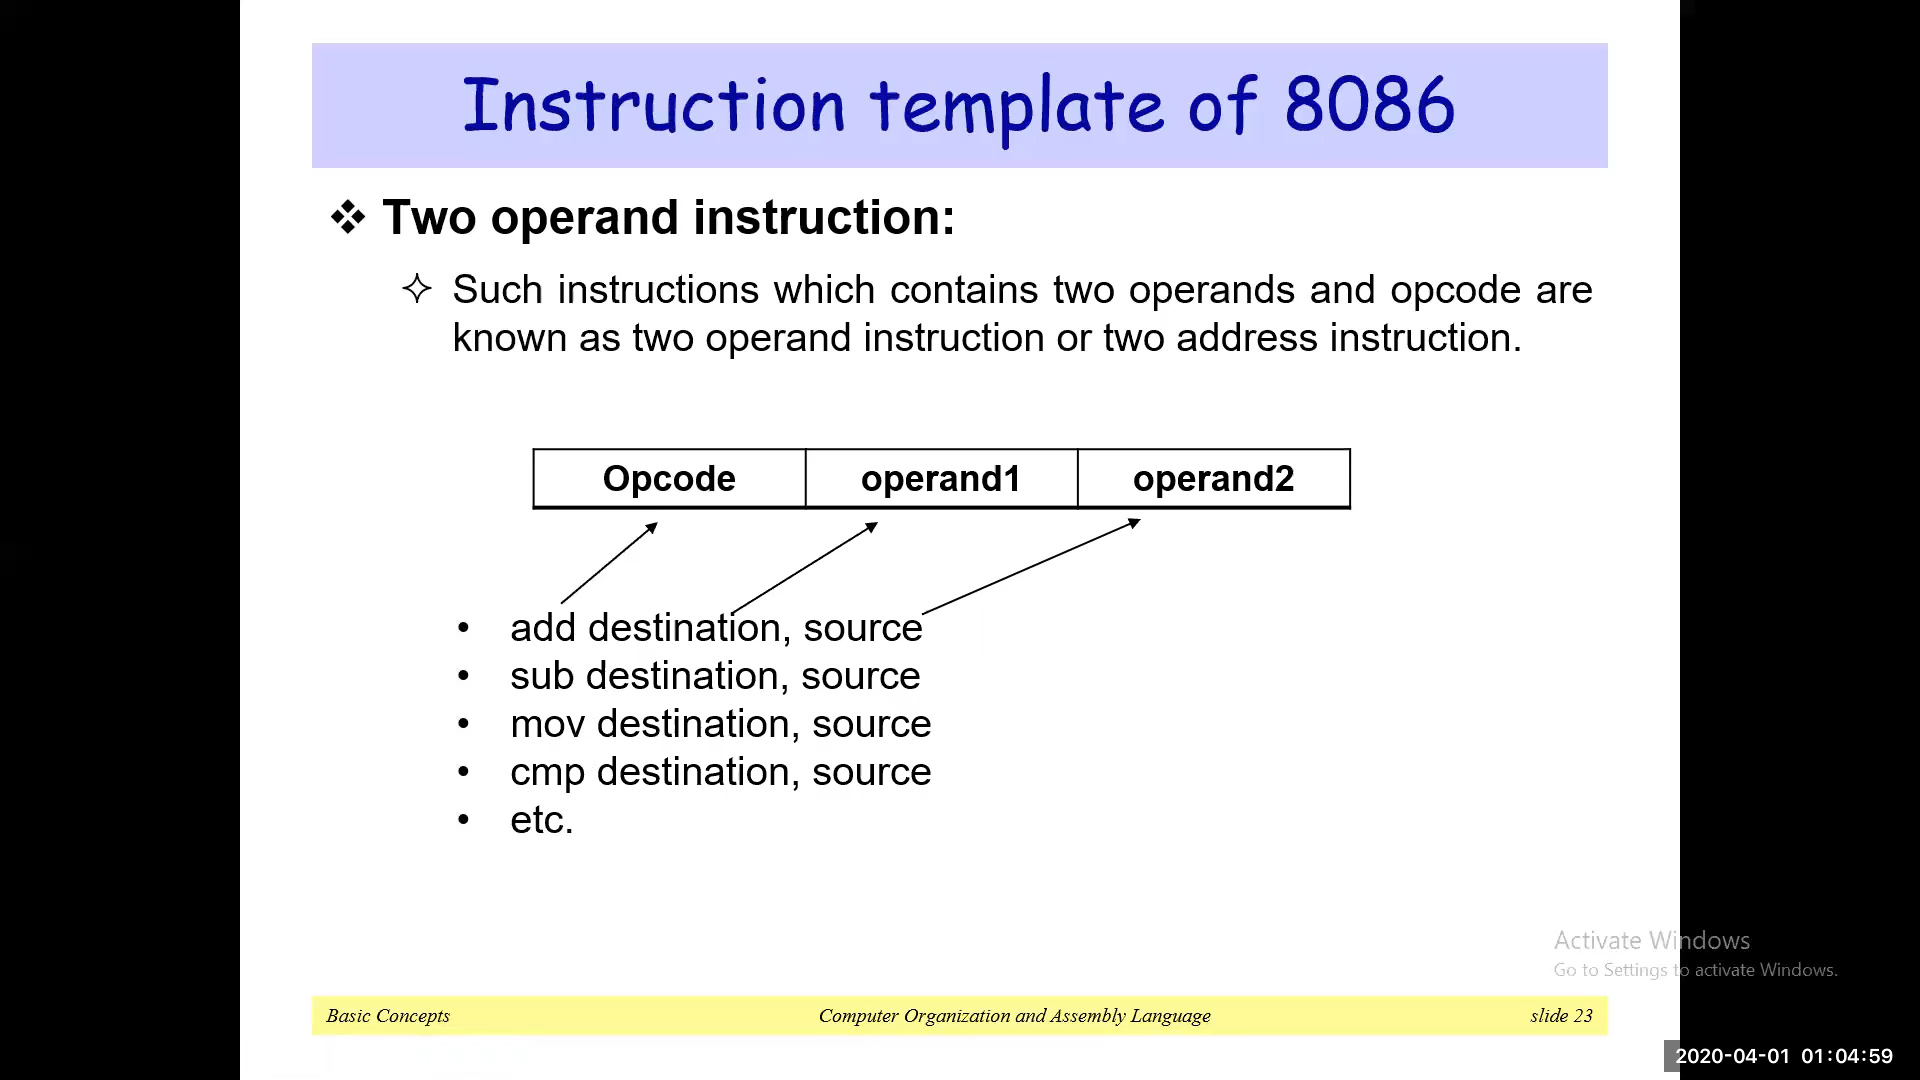 Instruction template of 8086
❖ Two operand instruction:
✧ Such instructions which contains two operands and opcode are
known as two operand instruction or two address instruction.
Opcode operand1 operand2
• add destination, source
• sub destination, source
• mov destination, source
• cmp destination, source
• etc.
Activate Windows
Go to Settings to activate Windows.
Basic Concepts Computer Organization and Assembly Language slide 23
2020-04-01 01:04:59